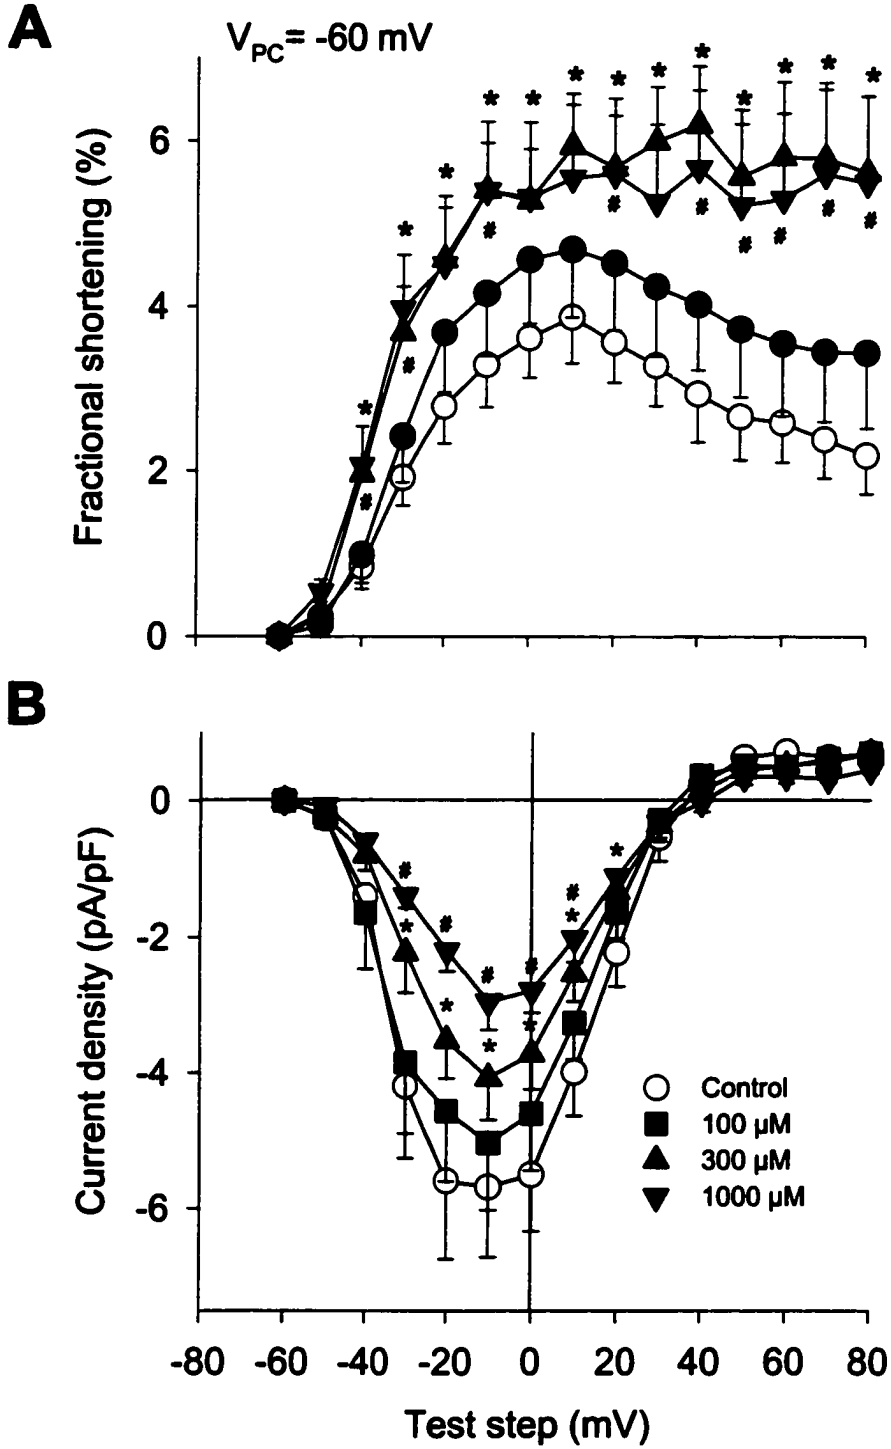 A
V_PC = -60 mV
Fractional shortening (%)
6
4
2
0
B
Current density (pA/pF)
0
-2
-4
-6
Control
100 µM
300 µM
1000 µM
-80 -60 -40 -20 0 20 40 60 80
Test step (mV)